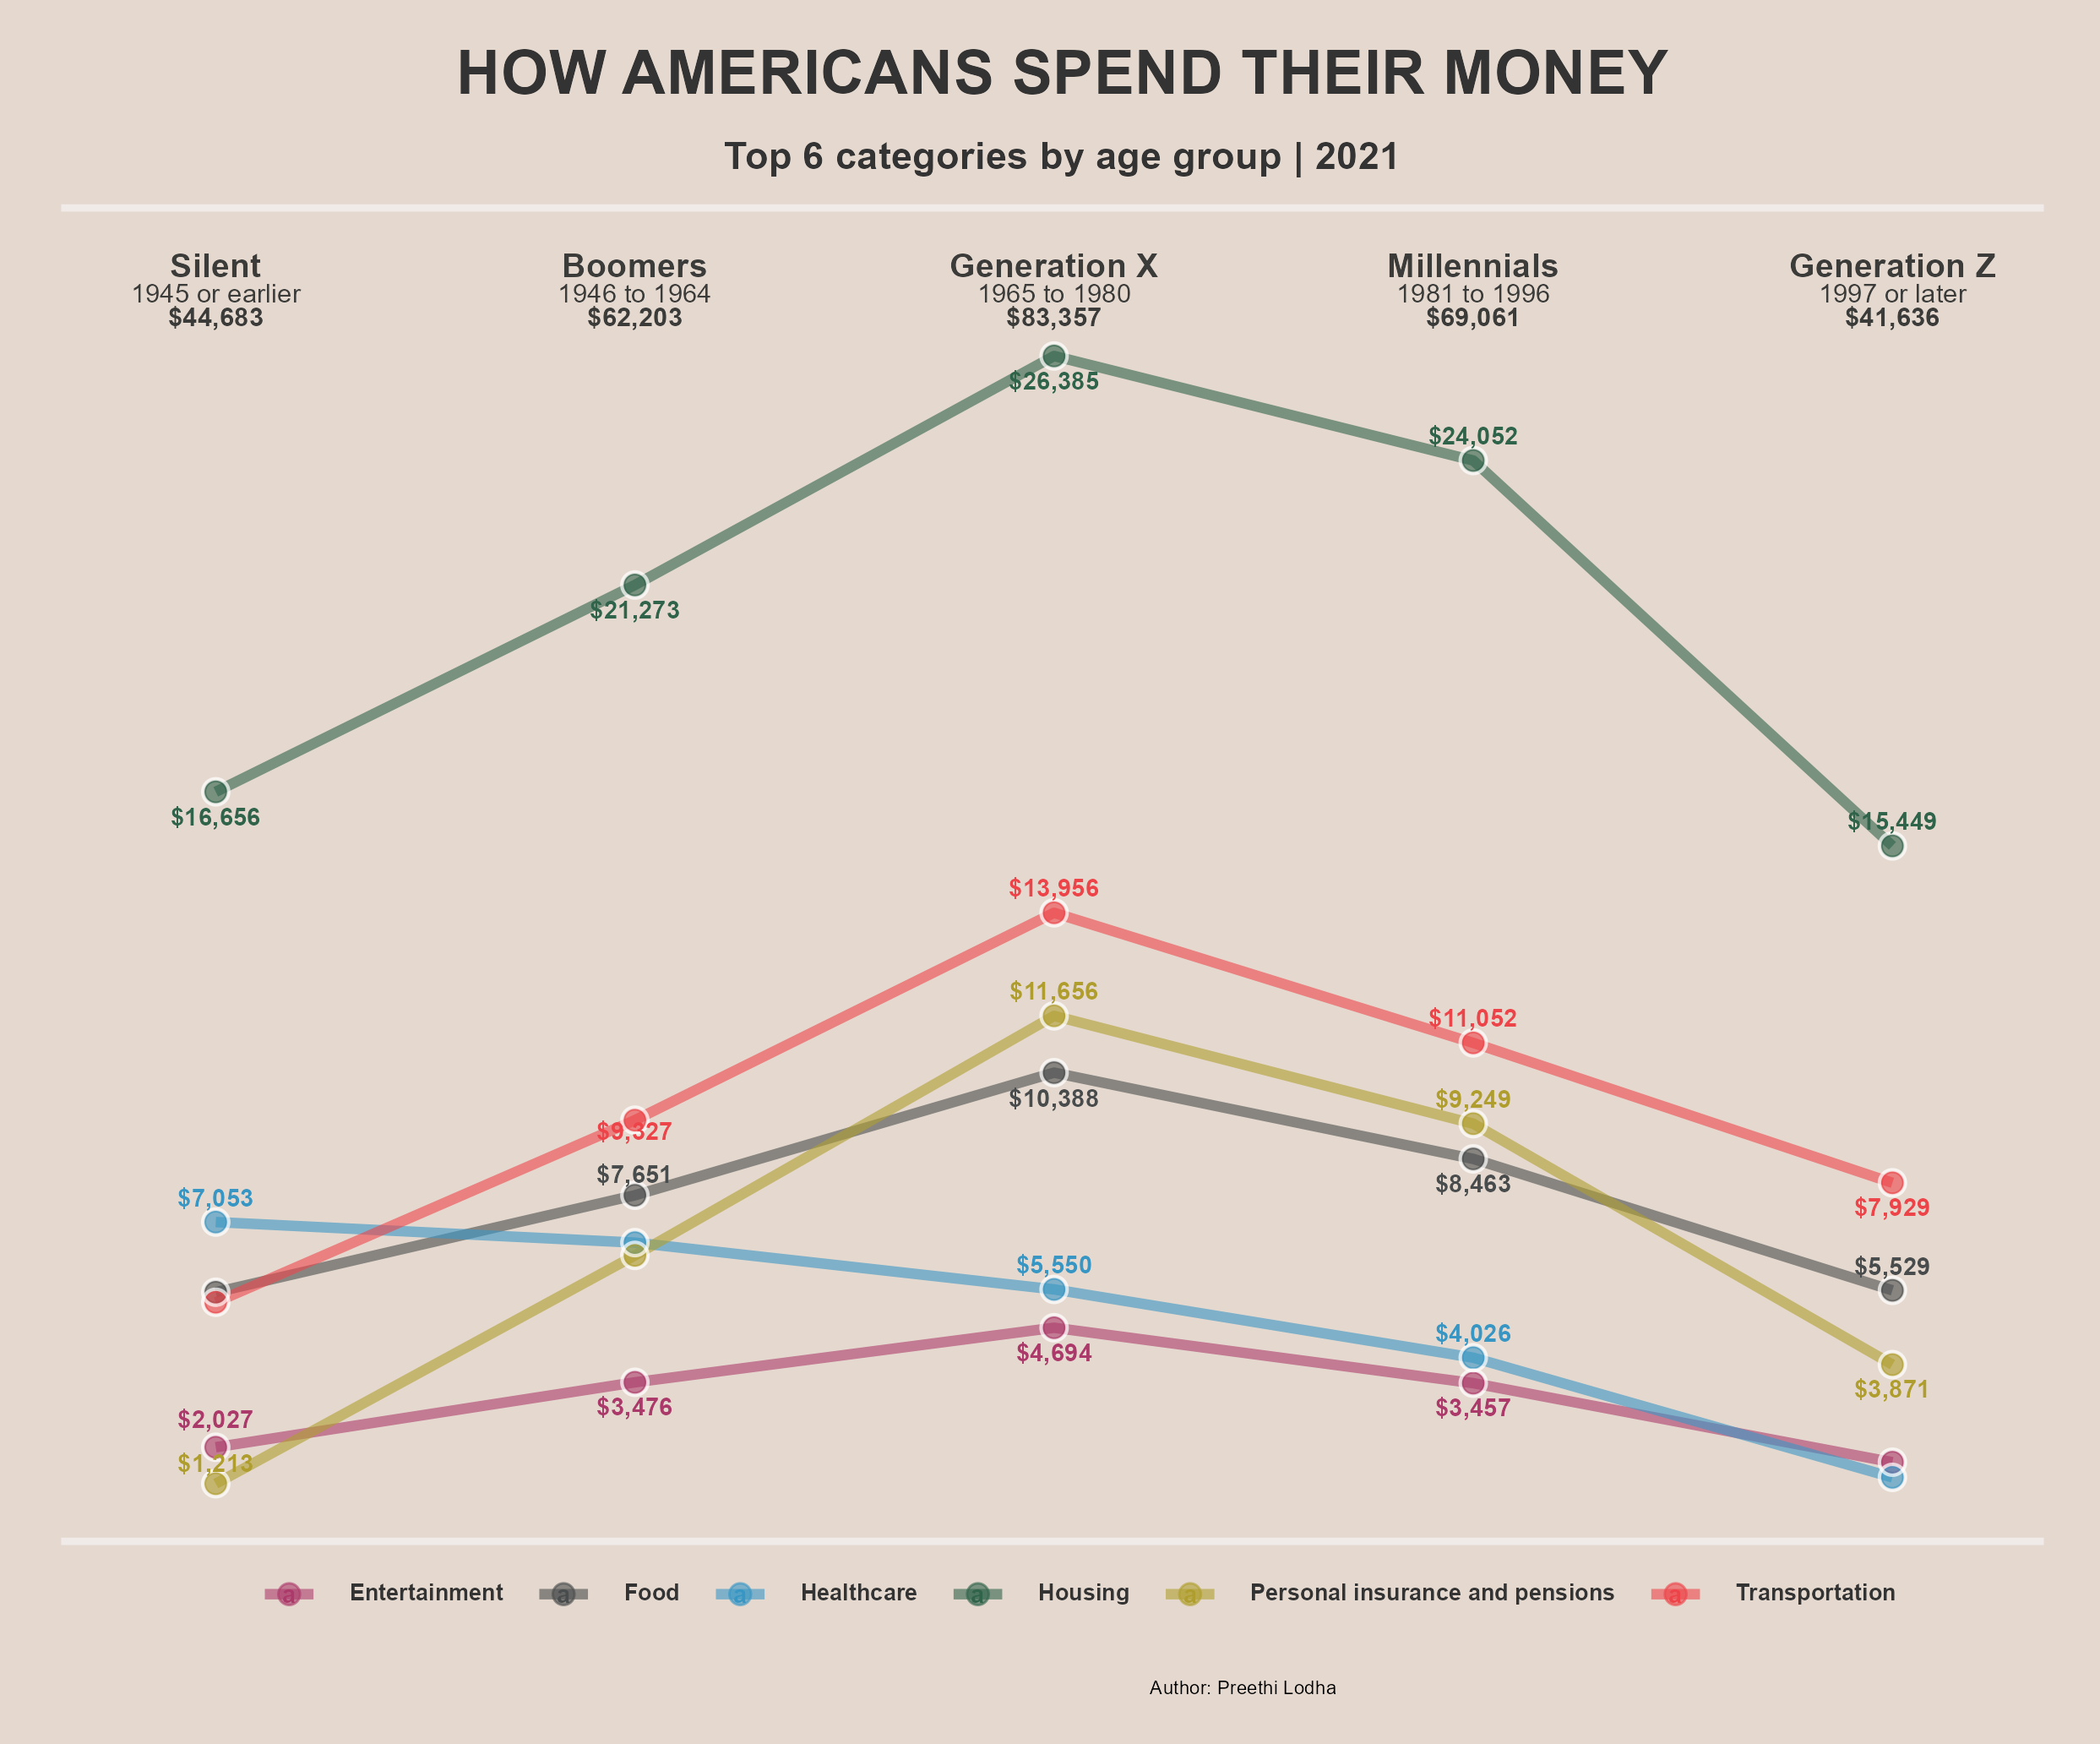 HOW AMERICANS SPEND THEIR MONEY
Top 6 categories by age group | 2021
Silent Boomers Generation X Millennials Generation Z
1945 or earlier 1946 to 1964 1965 to 1980 1981 to 1996 1997 or later
$44,683 $62,203 $83,357 $69,061 $41,636
$26,385
$24,052
$21,273
$16,656 $15,449
$13,956
$11,656
$11,052
$10,388 $9,249
$9,327
$7,651 $8,463
$7,053 $7,929
$5,550 $5,529
$4,026
$4,694 $3,871
$2,027 $3,476 $3,457
$1,213
a Entertainment a Food a Healthcare a Housing a Personal insurance and pensions a Transportation
Author: Preethi Lodha